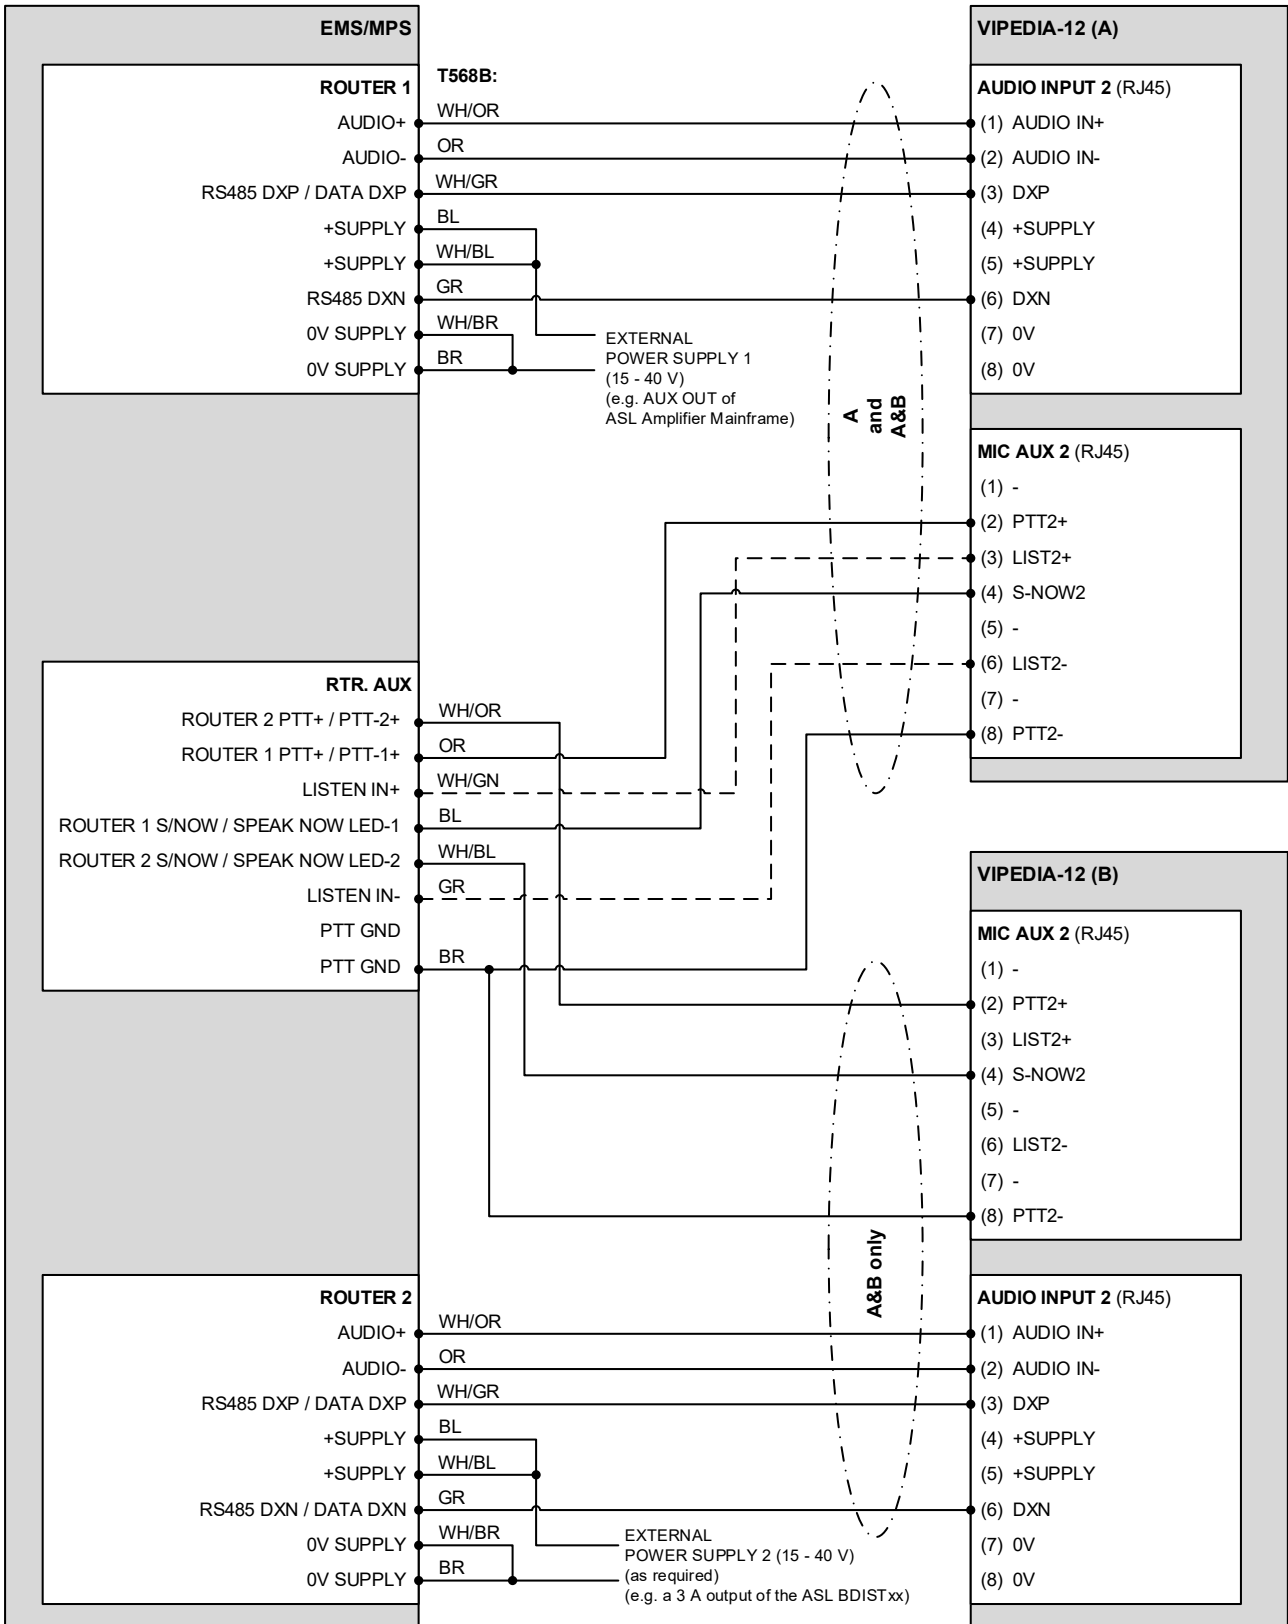 EMS/MPS
VIPEDIA-12 (A)
T568B:
ROUTER 1
AUDIO+
AUDIO-
RS485 DXP / DATA DXP
+SUPPLY
+SUPPLY
RS485 DXN
0V SUPPLY
0V SUPPLY
WH/OR
OR
WH/GR
BL
WH/BL
GR
WH/BR
BR
EXTERNAL
POWER SUPPLY 1
(15 - 40 V)
(e.g. AUX OUT of
ASL Amplifier Mainframe)
A
and
A&B
AUDIO INPUT 2 (RJ45)
(1) AUDIO IN+
(2) AUDIO IN-
(3) DXP
(4) +SUPPLY
(5) +SUPPLY
(6) DXN
(7) 0V
(8) 0V
MIC AUX 2 (RJ45)
(1) -
(2) PTT2+
(3) LIST2+
(4) S-NOW2
(5) -
(6) LIST2-
(7) -
(8) PTT2-
RTR. AUX
ROUTER 2 PTT+ / PTT-2+
ROUTER 1 PTT+ / PTT-1+
LISTEN IN+
ROUTER 1 S/NOW / SPEAK NOW LED-1
ROUTER 2 S/NOW / SPEAK NOW LED-2
LISTEN IN-
PTT GND
PTT GND
WH/OR
OR
WH/GN
BL
WH/BL
GR
BR
VIPEDIA-12 (B)
MIC AUX 2 (RJ45)
(1) -
(2) PTT2+
(3) LIST2+
(4) S-NOW2
(5) -
(6) LIST2-
(7) -
(8) PTT2-
A&B only
ROUTER 2
AUDIO+
AUDIO-
RS485 DXP / DATA DXP
+SUPPLY
+SUPPLY
RS485 DXN / DATA DXN
0V SUPPLY
0V SUPPLY
WH/OR
OR
WH/GR
BL
WH/BL
GR
WH/BR
BR
EXTERNAL
POWER SUPPLY 2 (15 - 40 V)
(as required)
(e.g. a 3 A output of the ASL BDISTxx)
AUDIO INPUT 2 (RJ45)
(1) AUDIO IN+
(2) AUDIO IN-
(3) DXP
(4) +SUPPLY
(5) +SUPPLY
(6) DXN
(7) 0V
(8) 0V